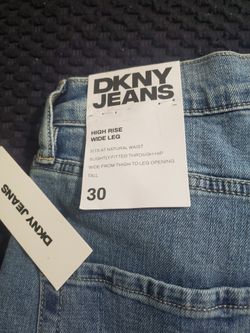 DKNY
JEANS
HIGH RISE
WIDE LEG
SITS AT NATURAL WAIST
SLIGHTLY FITTED THROUGH HIP
WIDE FROM THIGH TO LEG OPENING
TALL
30
DKNY JEANS